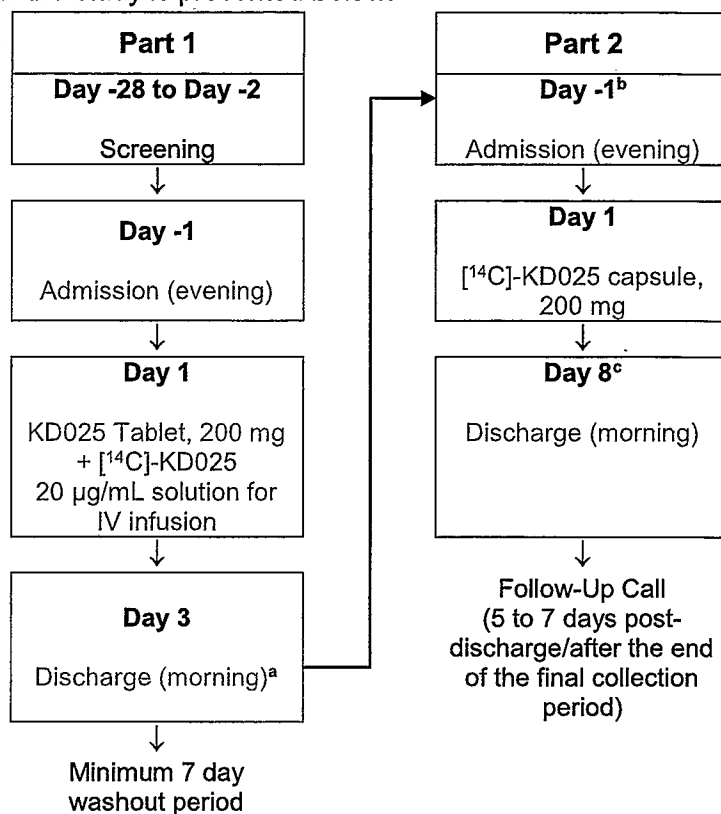 Part 1
Day -28 to Day -2
Screening
Day -1
Admission (evening)
Day 1
KD025 Tablet, 200 mg
+ [¹⁴C]-KD025
20 µg/mL solution for
IV infusion
Day 3
Discharge (morning)ᵃ
Minimum 7 day
washout period
Part 2
Day -1ᵇ
Admission (evening)
Day 1
[¹⁴C]-KD025 capsule,
200 mg
Day 8ᶜ
Discharge (morning)
Follow-Up Call
(5 to 7 days post-
discharge/after the end
of the final collection
period)